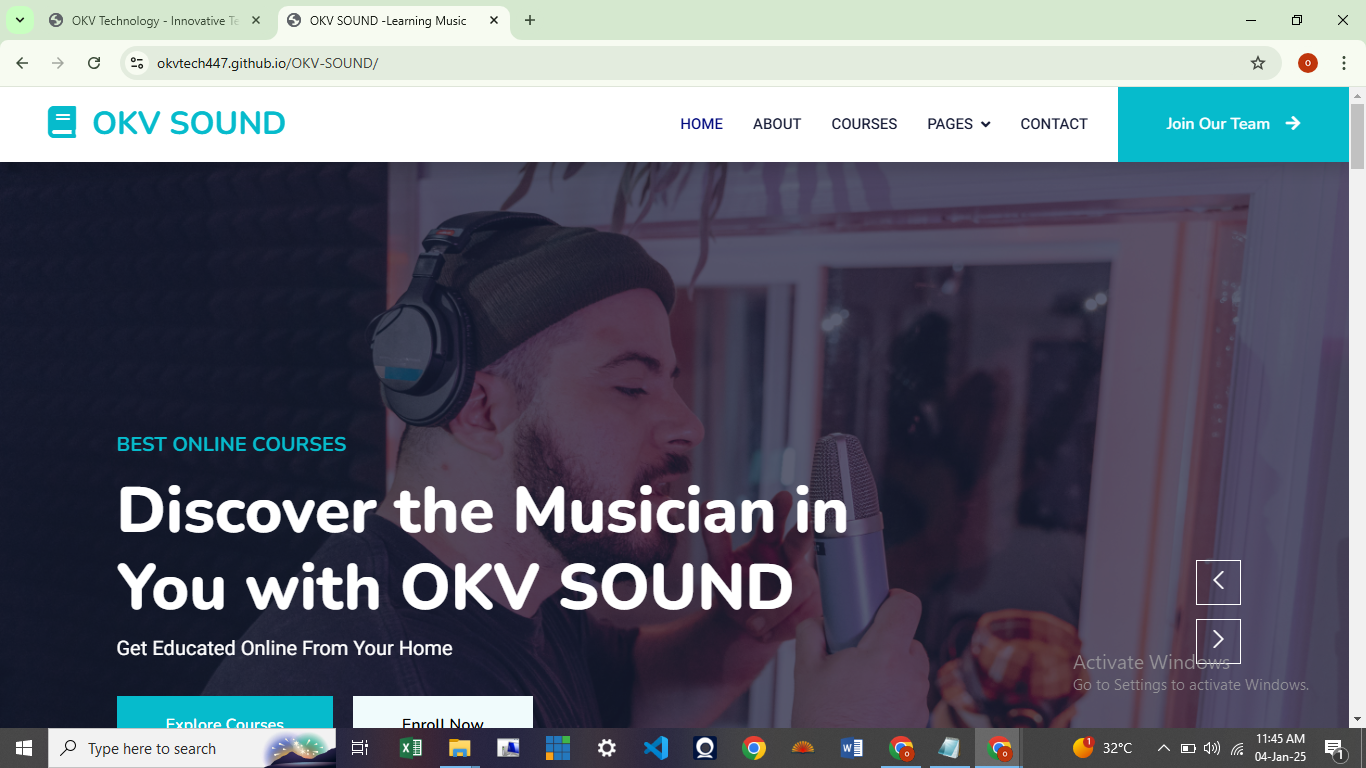 OKV Technology - Innovative Te
OKV SOUND -Learning Music
okvtech447.github.io/OKV-SOUND/
o
OKV SOUND
HOME
ABOUT
COURSES
PAGES
CONTACT
Join Our Team
BEST ONLINE COURSES
Discover the Musician in
You with OKV SOUND
Get Educated Online From Your Home
Explore Courses
Enroll Now
Activate Windows
Go to Settings to activate Windows.
Type here to search
1
32°C
11:45 AM
04-Jan-25
1